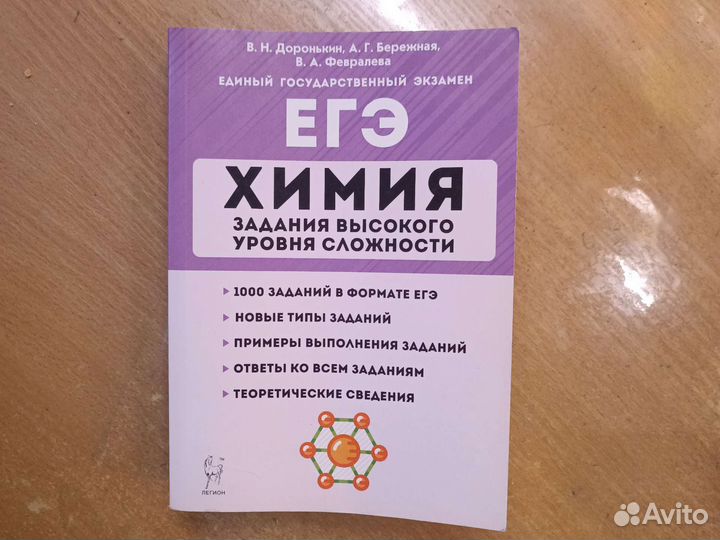 В. Н. Доронькин, А. Г. Бережная,
В. А. Февралева
ЕДИНЫЙ ГОСУДАРСТВЕННЫЙ ЭКЗАМЕН
ЕГЭ
ХИМИЯ
ЗАДАНИЯ ВЫСОКОГО
УРОВНЯ СЛОЖНОСТИ
1000 ЗАДАНИЙ В ФОРМАТЕ ЕГЭ
НОВЫЕ ТИПЫ ЗАДАНИЙ
ПРИМЕРЫ ВЫПОЛНЕНИЯ ЗАДАНИЙ
ОТВЕТЫ КО ВСЕМ ЗАДАНИЯМ
ТЕОРЕТИЧЕСКИЕ СВЕДЕНИЯ
ТМ
ЛЕГИОН
Avito